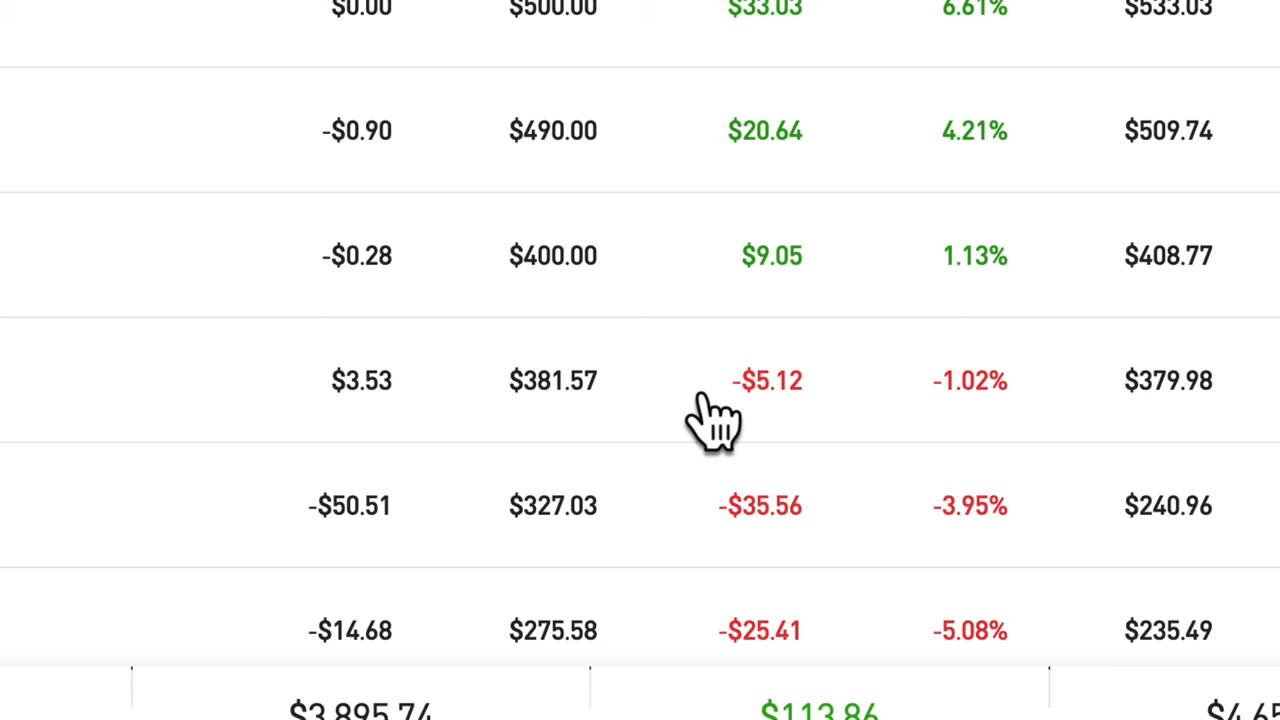 $0.00 $500.00 $33.03 6.61% $533.03
-$0.90 $490.00 $20.64 4.21% $509.74
-$0.28 $400.00 $9.05 1.13% $408.77
$3.53 $381.57 -$5.12 -1.02% $379.98
-$50.51 $327.03 -$35.56 -3.95% $240.96
-$14.68 $275.58 -$25.41 -5.08% $235.49
$3,895.74 $113.86 $4,65